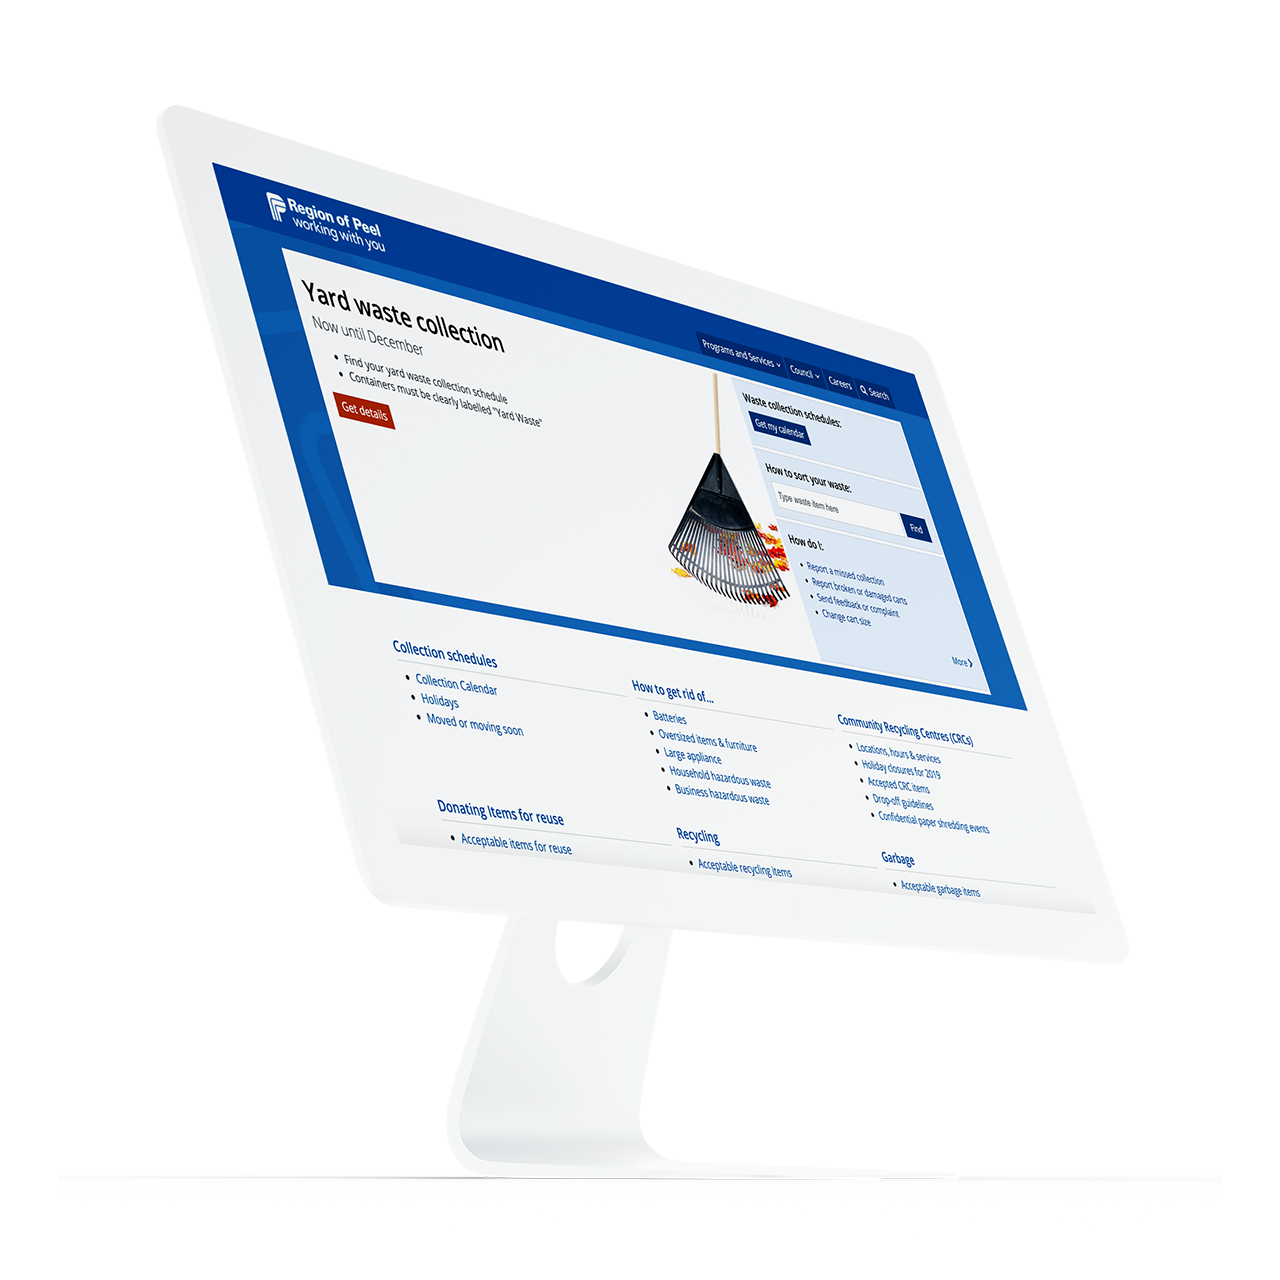 Region of Peel
working with you
Programs and Services
Council
Careers
Search
Yard waste collection
Now until December
Find your yard waste collection schedule
Containers must be clearly labelled "Yard Waste"
Get details
Waste collection schedules:
Get my calendar
How to sort your waste:
Type waste item here
Find
How do I:
Report a missed collection
Report broken or damaged carts
Send feedback or complaint
Change cart size
More
Collection schedules
Collection Calendar
Holidays
Moved or moving soon
How to get rid of...
Batteries
Oversized items & furniture
Large appliance
Household hazardous waste
Business hazardous waste
Community Recycling Centres (CRCs)
Locations, hours & services
Holiday closures for 2019
Accepted CRC items
Drop-off guidelines
Confidential paper shredding events
Donating Items for reuse
Acceptable items for reuse
Recycling
Acceptable recycling items
Garbage
Acceptable garbage items